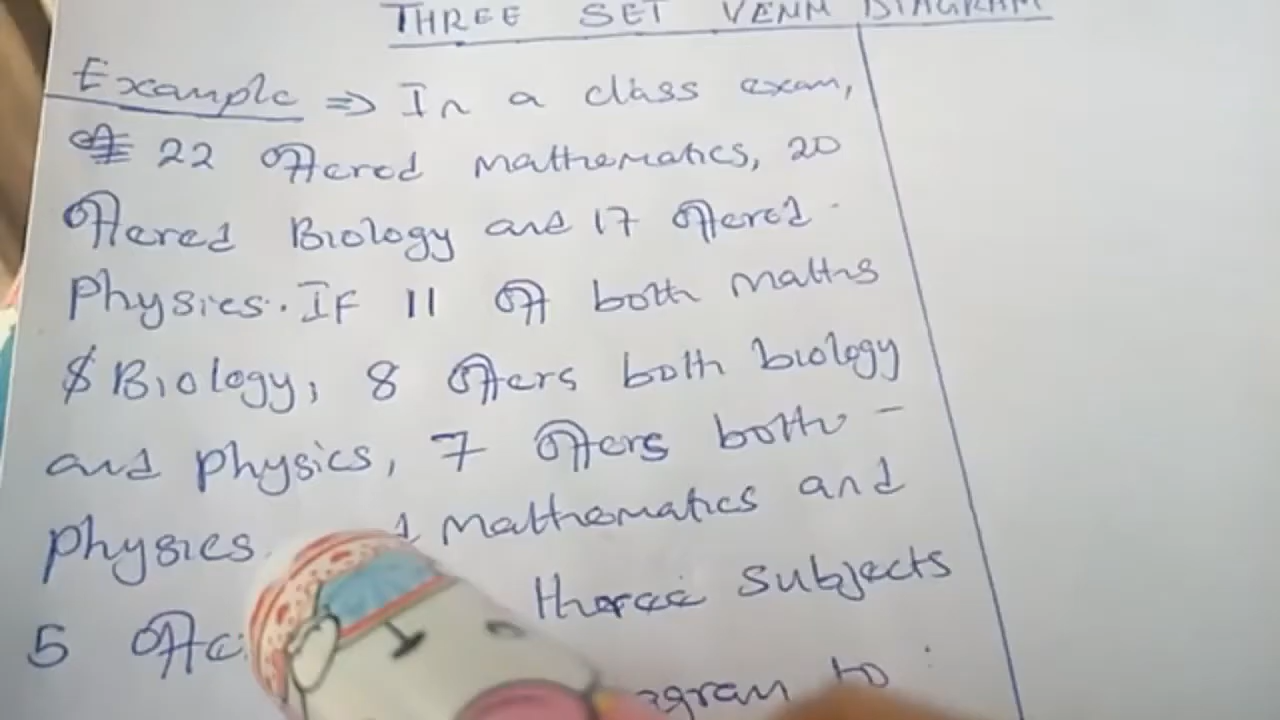 THREE SET VENN DIAGRAM
Example ⇒ In a class exam,
22 offered mathematics, 20
offered Biology and 17 offered
Physics. If 11 off both maths
$ Biology, 8 offers both biology
and physics, 7 offers both -
physics mathematics and
5 three subjects
to